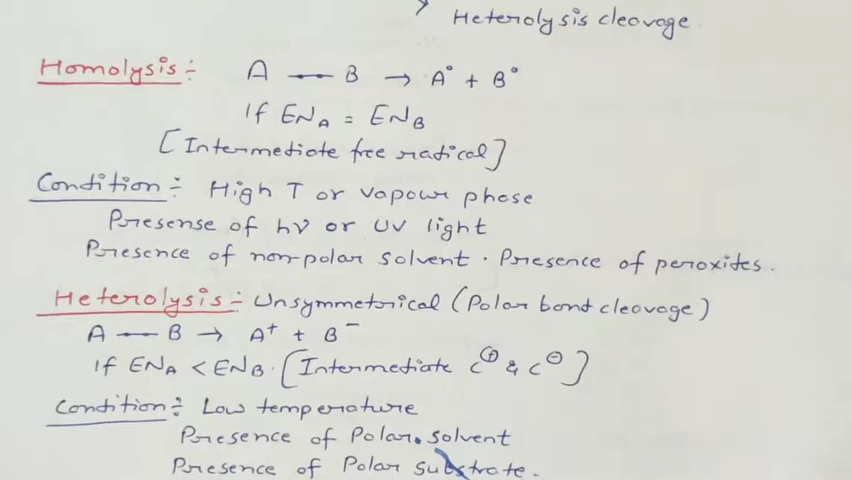 Heterolysis cleavage.
Homolysis:- A — B → A° + B°
If ENA = ENB
[Intermediate free radical]
Condition:- High T or vapour phase
Presense of hν or UV light
Presence of non-polar solvent. Presence of peroxites.
Heterolysis:- Unsymmetrical (Polar bond cleavage)
A — B → A⁺ + B⁻
If ENA < ENB. [Intermediate C⊕ & C⊖]
Condition:- Low temperature
Presence of Polar. solvent
Presence of Polar substrate.